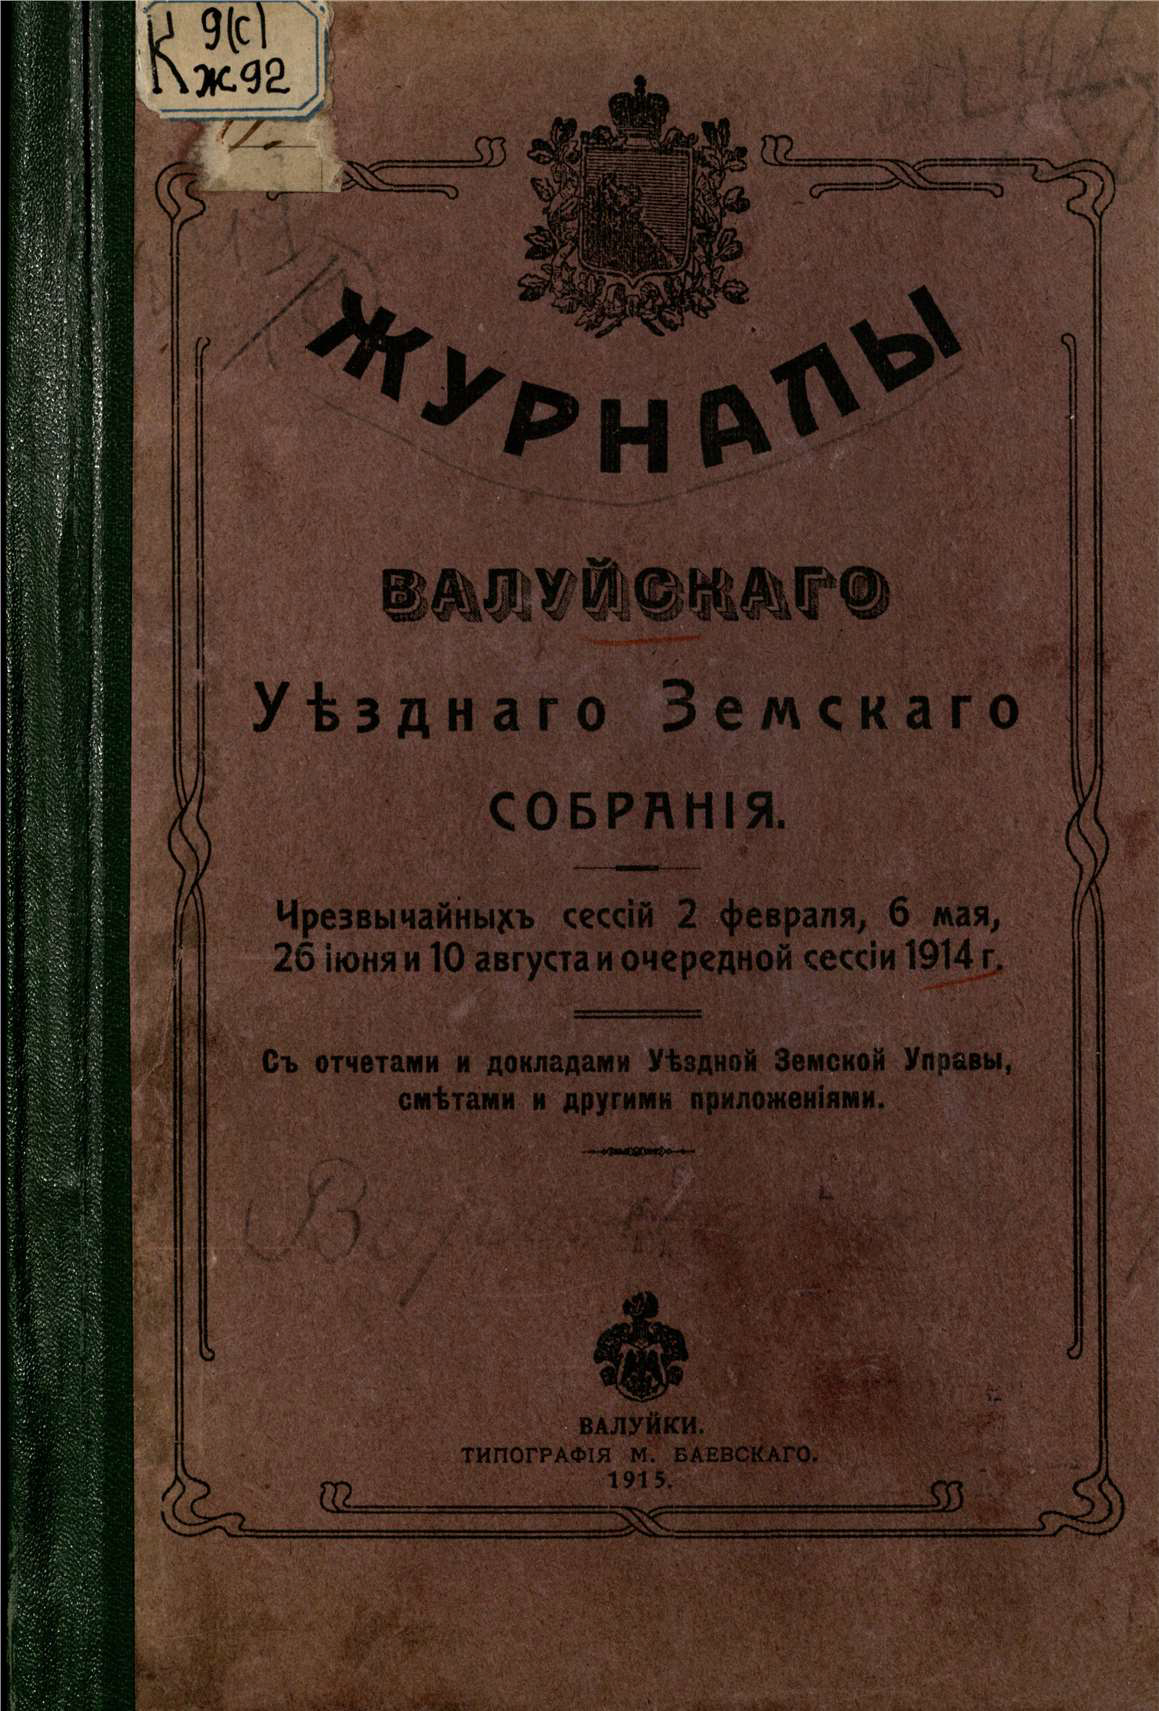 К 9(с)
Ж92
ЖУРНАЛЫ
ВАЛУЙСКАГО
Уѣзднаго Земскаго
СОБРАНІЯ.
Чрезвычайныхъ сессій 2 февраля, 6 мая,
26 іюня и 10 августа и очередной сессіи 1914 г.
Съ отчетами и докладами Уѣздной Земской Управы,
смѣтами и другими приложеніями.
ВАЛУЙКИ.
ТИПОГРАФІЯ М. БАЕВСКАГО.
1915.